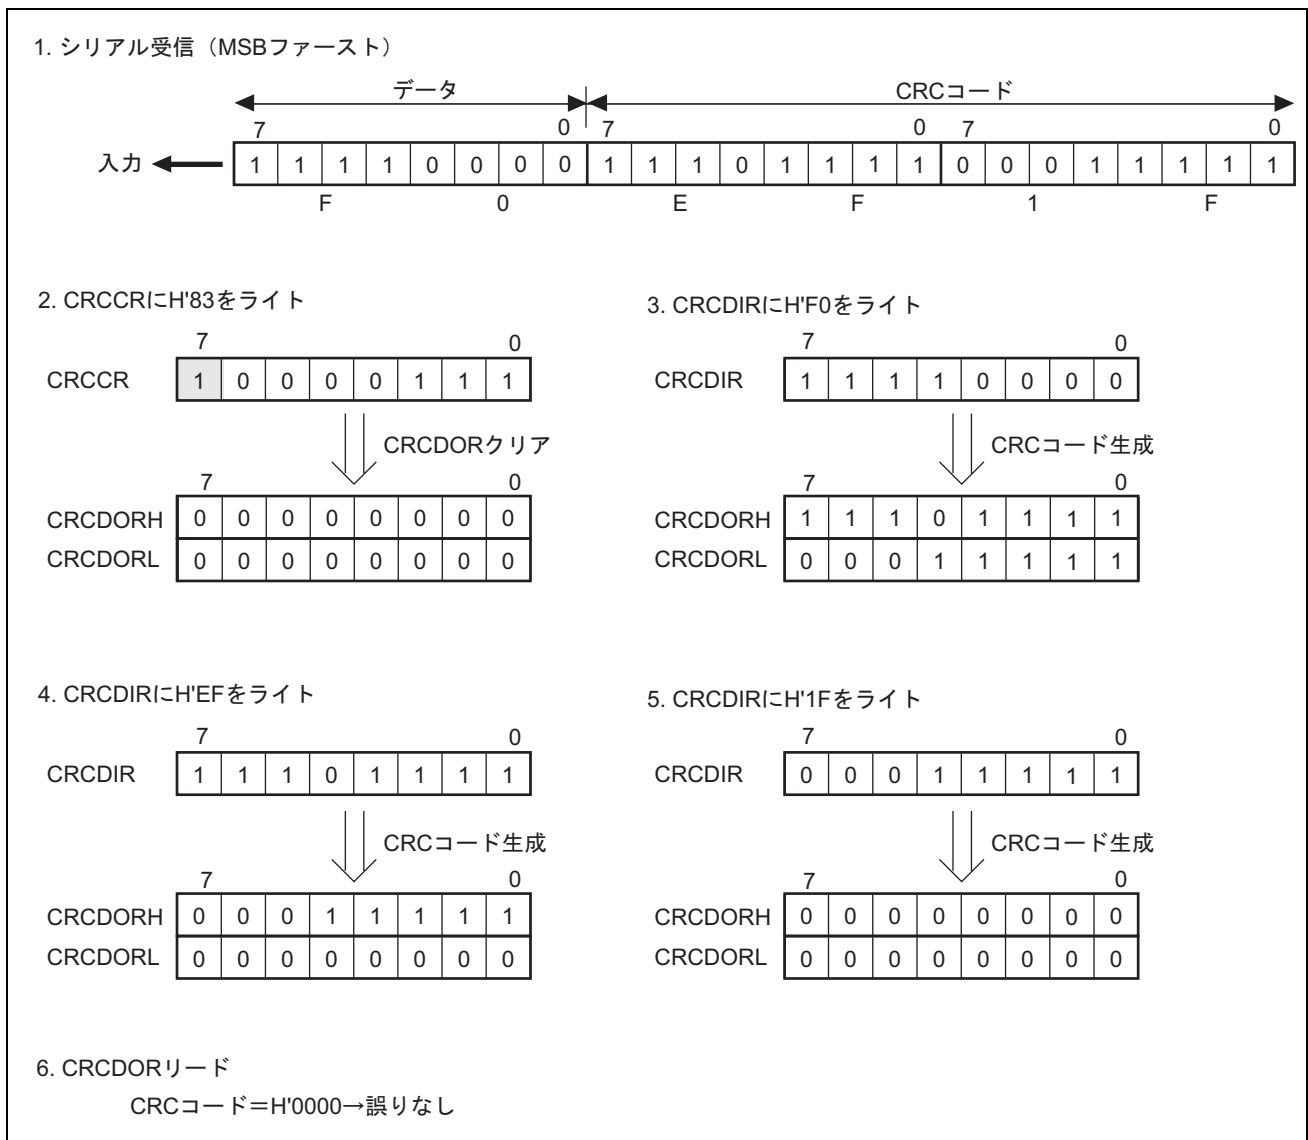 1. シリアル受信（MSBファースト）
データ CRCコード
7 0 7 0 7 0
入力 1 1 1 1 0 0 0 0 1 1 1 0 1 1 1 1 0 0 0 1 1 1 1 1
F 0 E F 1 F
2. CRCCRにH'83をライト
7 0
CRCCR 1 0 0 0 0 1 1 1
CRCDORクリア
7 0
CRCDORH 0 0 0 0 0 0 0 0
CRCDORL 0 0 0 0 0 0 0 0
3. CRCDIRにH'F0をライト
7 0
CRCDIR 1 1 1 1 0 0 0 0
CRCコード生成
7 0
CRCDORH 1 1 1 0 1 1 1 1
CRCDORL 0 0 0 1 1 1 1 1
4. CRCDIRにH'EFをライト
7 0
CRCDIR 1 1 1 0 1 1 1 1
CRCコード生成
7 0
CRCDORH 0 0 0 1 1 1 1 1
CRCDORL 0 0 0 0 0 0 0 0
5. CRCDIRにH'1Fをライト
7 0
CRCDIR 0 0 0 1 1 1 1 1
CRCコード生成
7 0
CRCDORH 0 0 0 0 0 0 0 0
CRCDORL 0 0 0 0 0 0 0 0
6. CRCDORリード
CRCコード＝H'0000→誤りなし